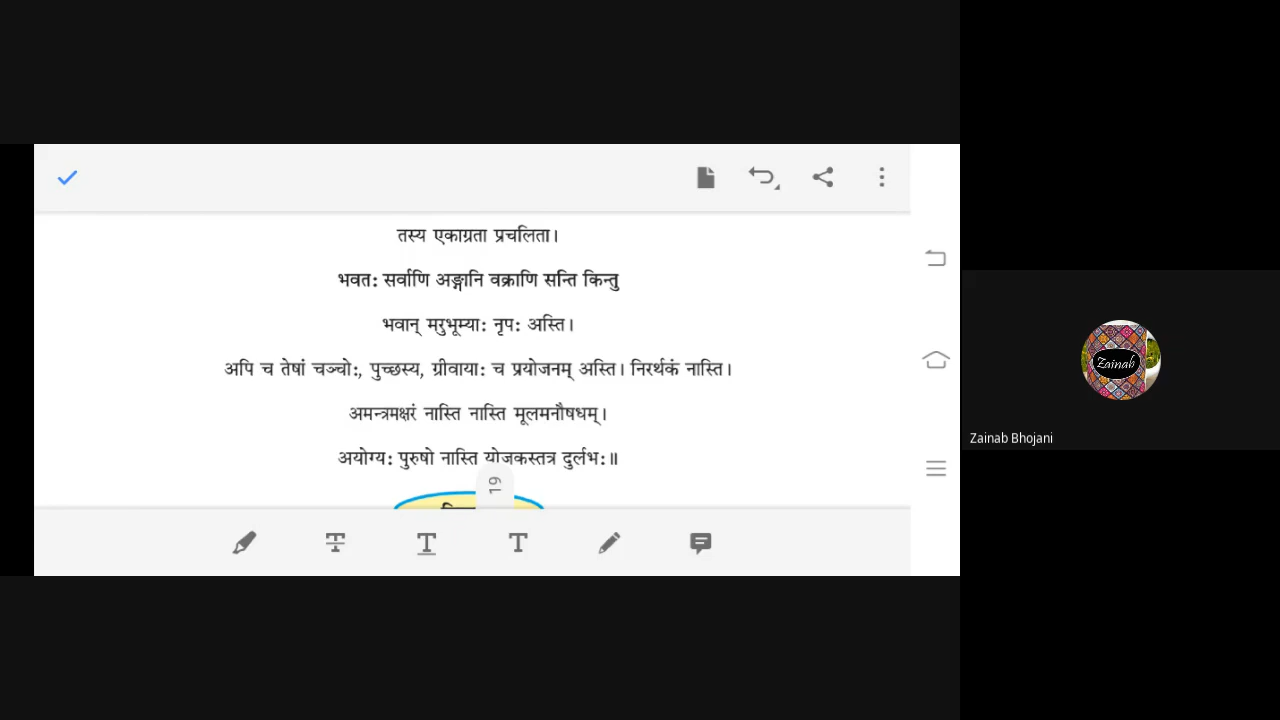 तस्य एकाग्रता प्रचलिता।
भवत: सर्वाणि अङ्गानि वक्राणि सन्ति किन्तु
भवान् मरुभूम्या: नृप: अस्ति।
अपि च तेषां चञ्चो:, पुच्छस्य, ग्रीवाया: च प्रयोजनम् अस्ति। निरर्थकं नास्ति।
अमन्त्रमक्षरं नास्ति नास्ति मूलमनौषधम्।
अयोग्य: पुरुषो नास्ति योजकस्तत्र दुर्लभ:॥
19
T T T
Zainab
Zainab Bhojani